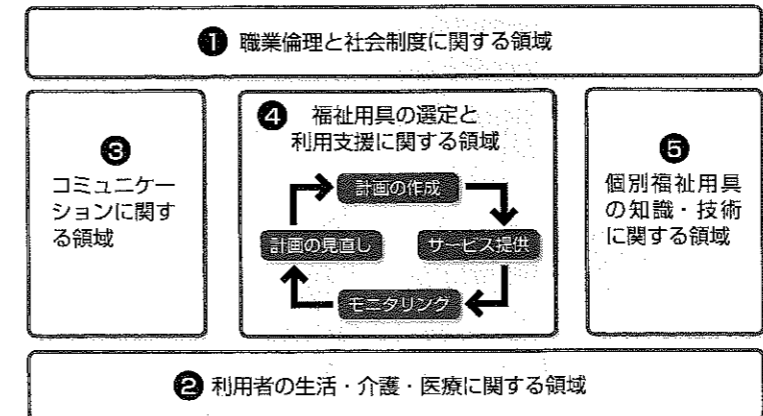 ❶ 職業倫理と社会制度に関する領域
❸
コミュニケー
ションに関す
る領域
❹ 福祉用具の選定と
利用支援に関する領域
計画の作成
計画の見直し
サービス提供
モニタリング
❺
個別福祉用具
の知識・技術
に関する領域
❷ 利用者の生活・介護・医療に関する領域